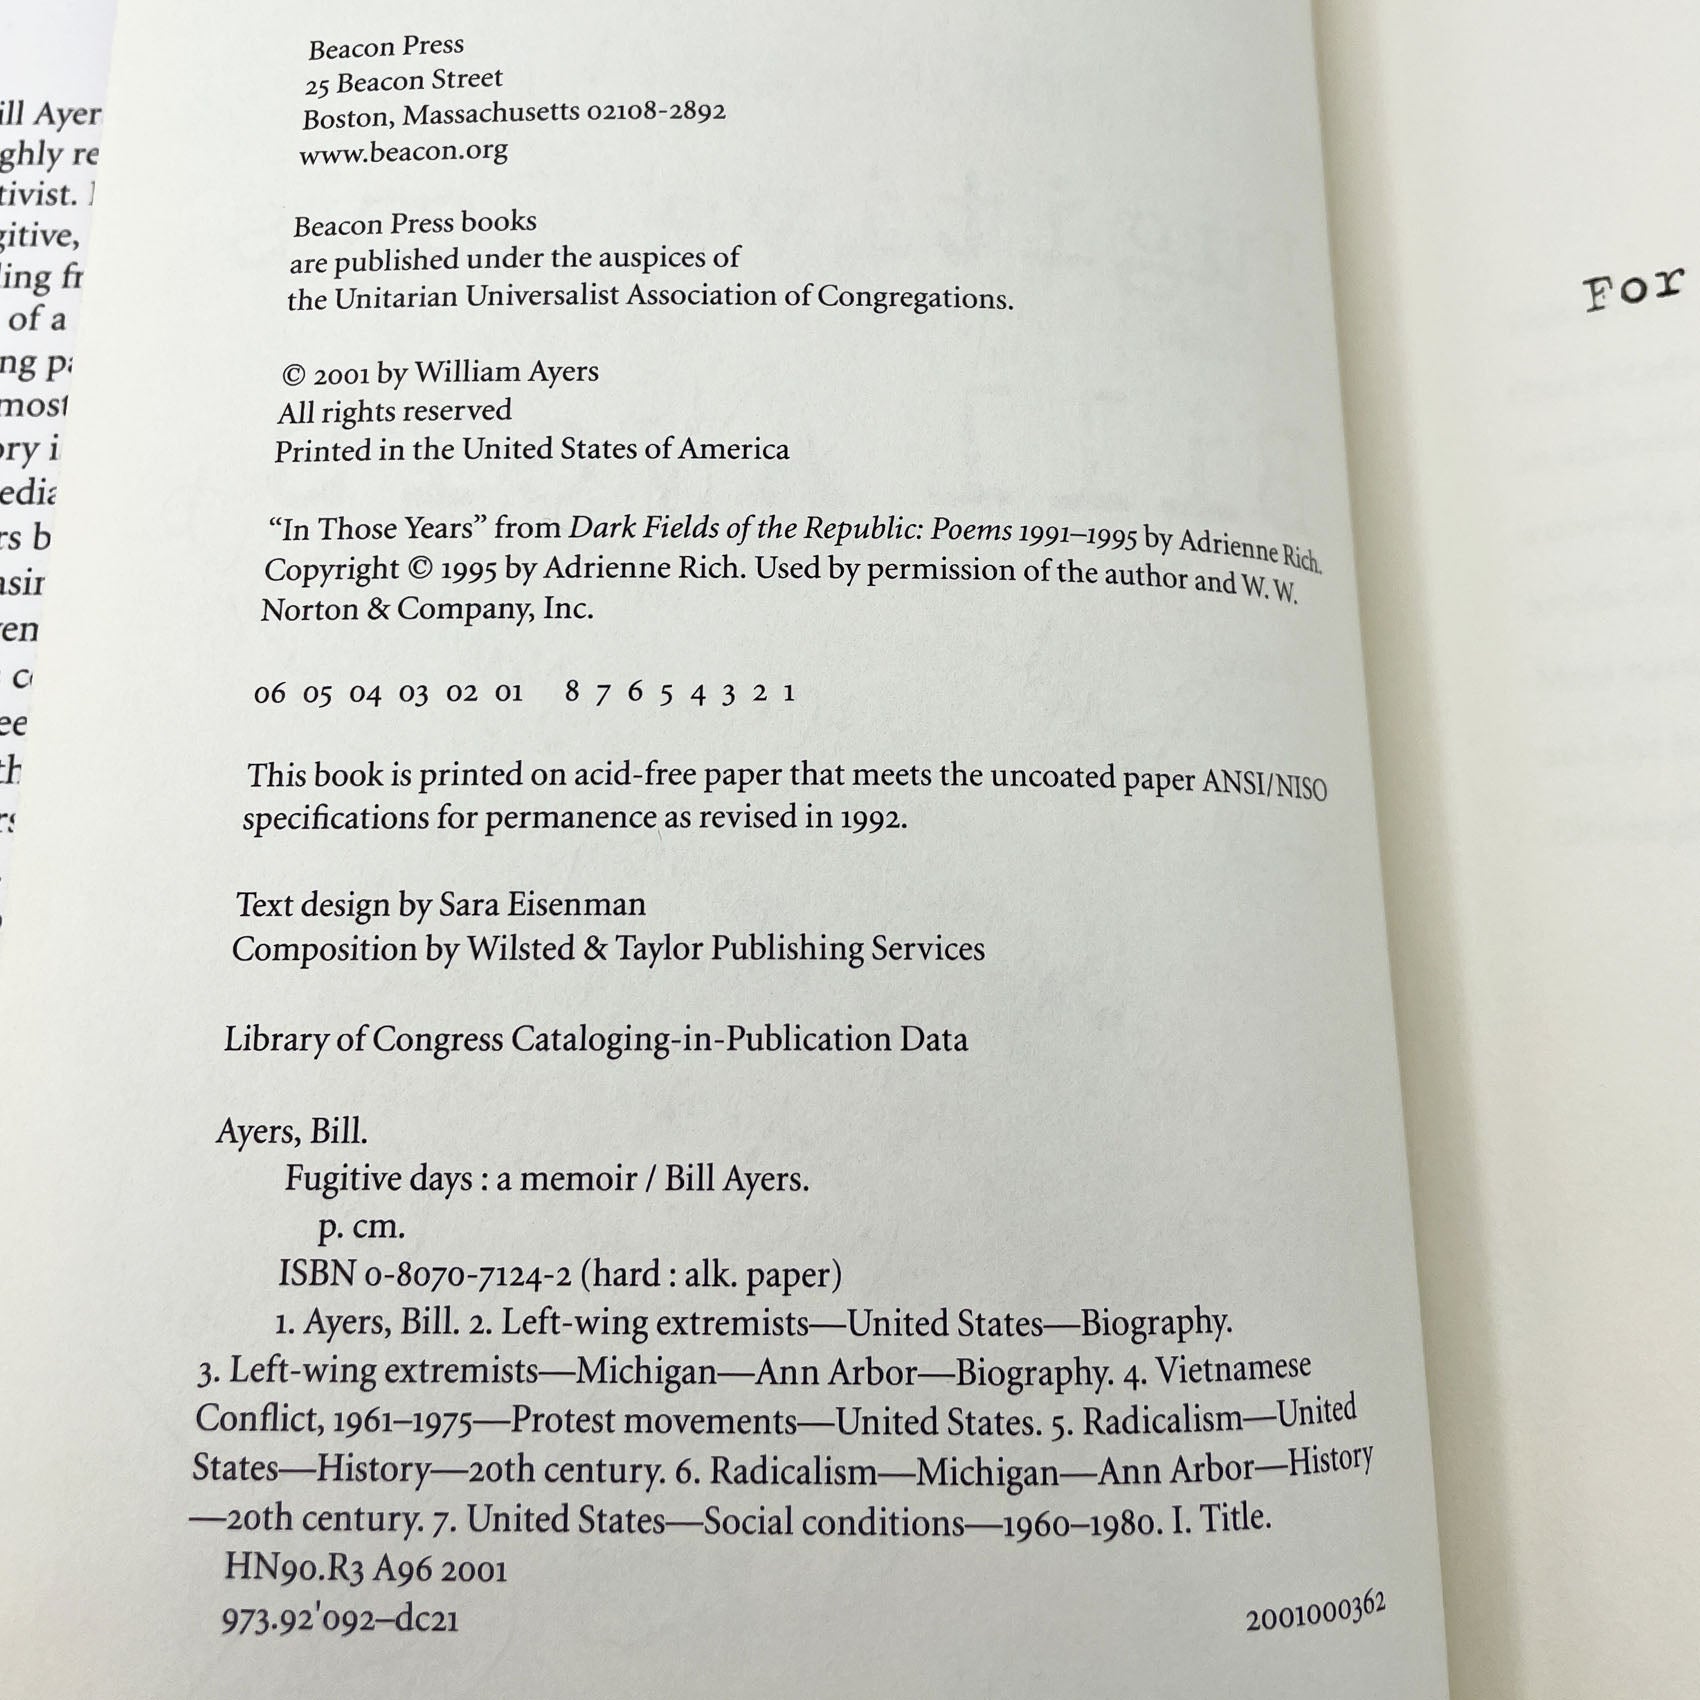 Beacon Press
25 Beacon Street
Boston, Massachusetts 02108-2892
www.beacon.org
Beacon Press books
are published under the auspices of
the Unitarian Universalist Association of Congregations.
© 2001 by William Ayers
All rights reserved
Printed in the United States of America
“In Those Years” from Dark Fields of the Republic: Poems 1991–1995 by Adrienne Rich.
Copyright © 1995 by Adrienne Rich. Used by permission of the author and W. W.
Norton & Company, Inc.
06 05 04 03 02 01 8 7 6 5 4 3 2 1
This book is printed on acid-free paper that meets the uncoated paper ANSI/NISO
specifications for permanence as revised in 1992.
Text design by Sara Eisenman
Composition by Wilsted & Taylor Publishing Services
Library of Congress Cataloging-in-Publication Data
Ayers, Bill.
Fugitive days : a memoir / Bill Ayers.
p. cm.
ISBN 0-8070-7124-2 (hard : alk. paper)
1. Ayers, Bill. 2. Left-wing extremists—United States—Biography.
3. Left-wing extremists—Michigan—Ann Arbor—Biography. 4. Vietnamese
Conflict, 1961–1975—Protest movements—United States. 5. Radicalism—United
States—History—20th century. 6. Radicalism—Michigan—Ann Arbor—History
—20th century. 7. United States—Social conditions—1960–1980. I. Title.
HN90.R3 A96 2001
973.92'092–dc21
2001000362
For